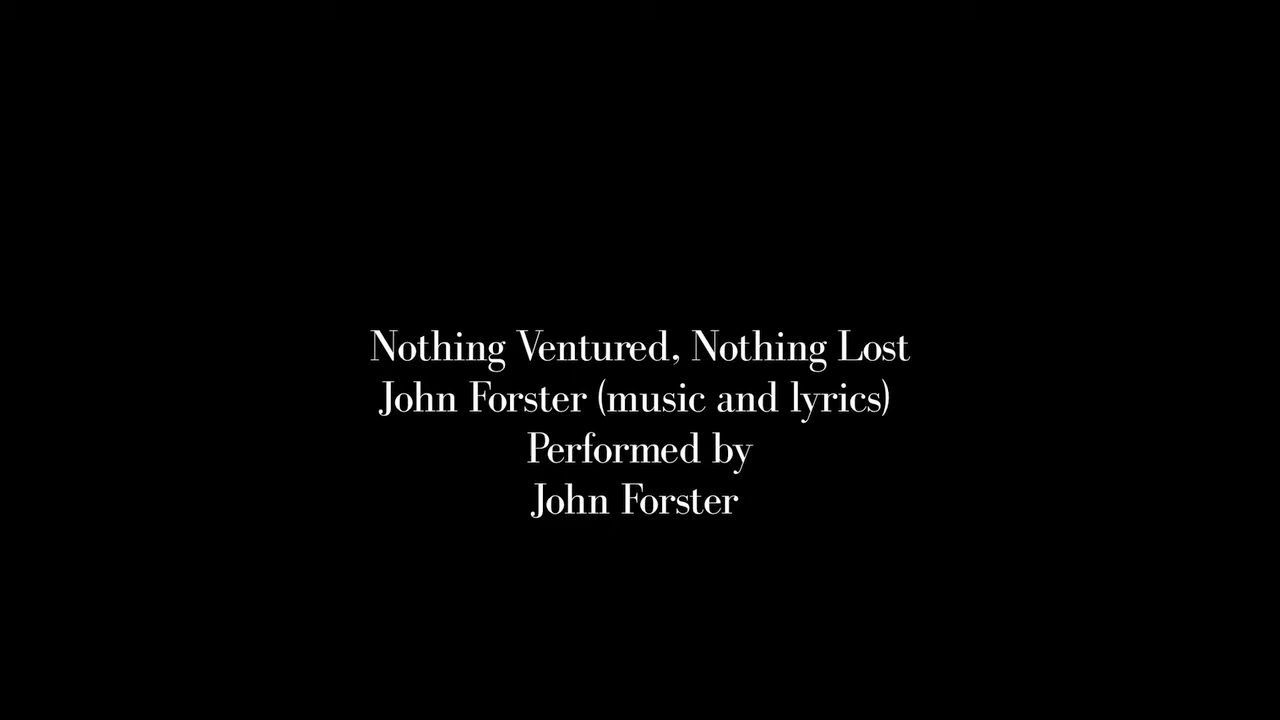 Nothing Ventured, Nothing Lost
John Forster (music and lyrics)
Performed by
John Forster